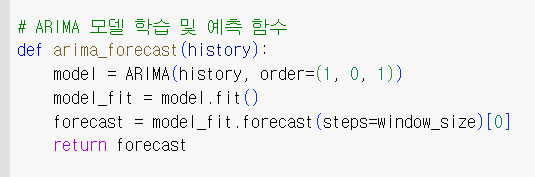 # ARIMA 모델 학습 및 예측 함수
def arima_forecast(history):
    model = ARIMA(history, order=(1, 0, 1))
    model_fit = model.fit()
    forecast = model_fit.forecast(steps=window_size)[0]
    return forecast